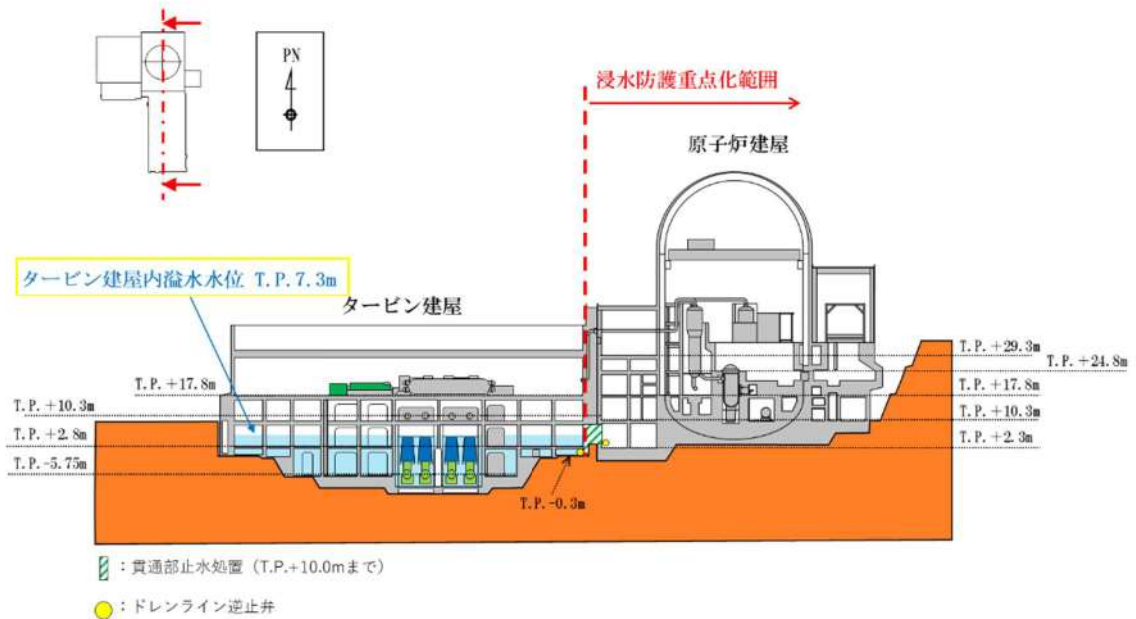 PN
浸水防護重点化範囲
原子炉建屋
タービン建屋内溢水水位 T.P.7.3m
タービン建屋
T.P. +29.3m
T.P. +24.8m
T.P. +17.8m
T.P. +17.8m
T.P. +10.3m
T.P. +10.3m
T.P. +2.8m
T.P. +2.3m
T.P.-5.75m
T.P.-0.3m
：貫通部止水処置（T.P.+10.0mまで）
：ドレンライン逆止弁